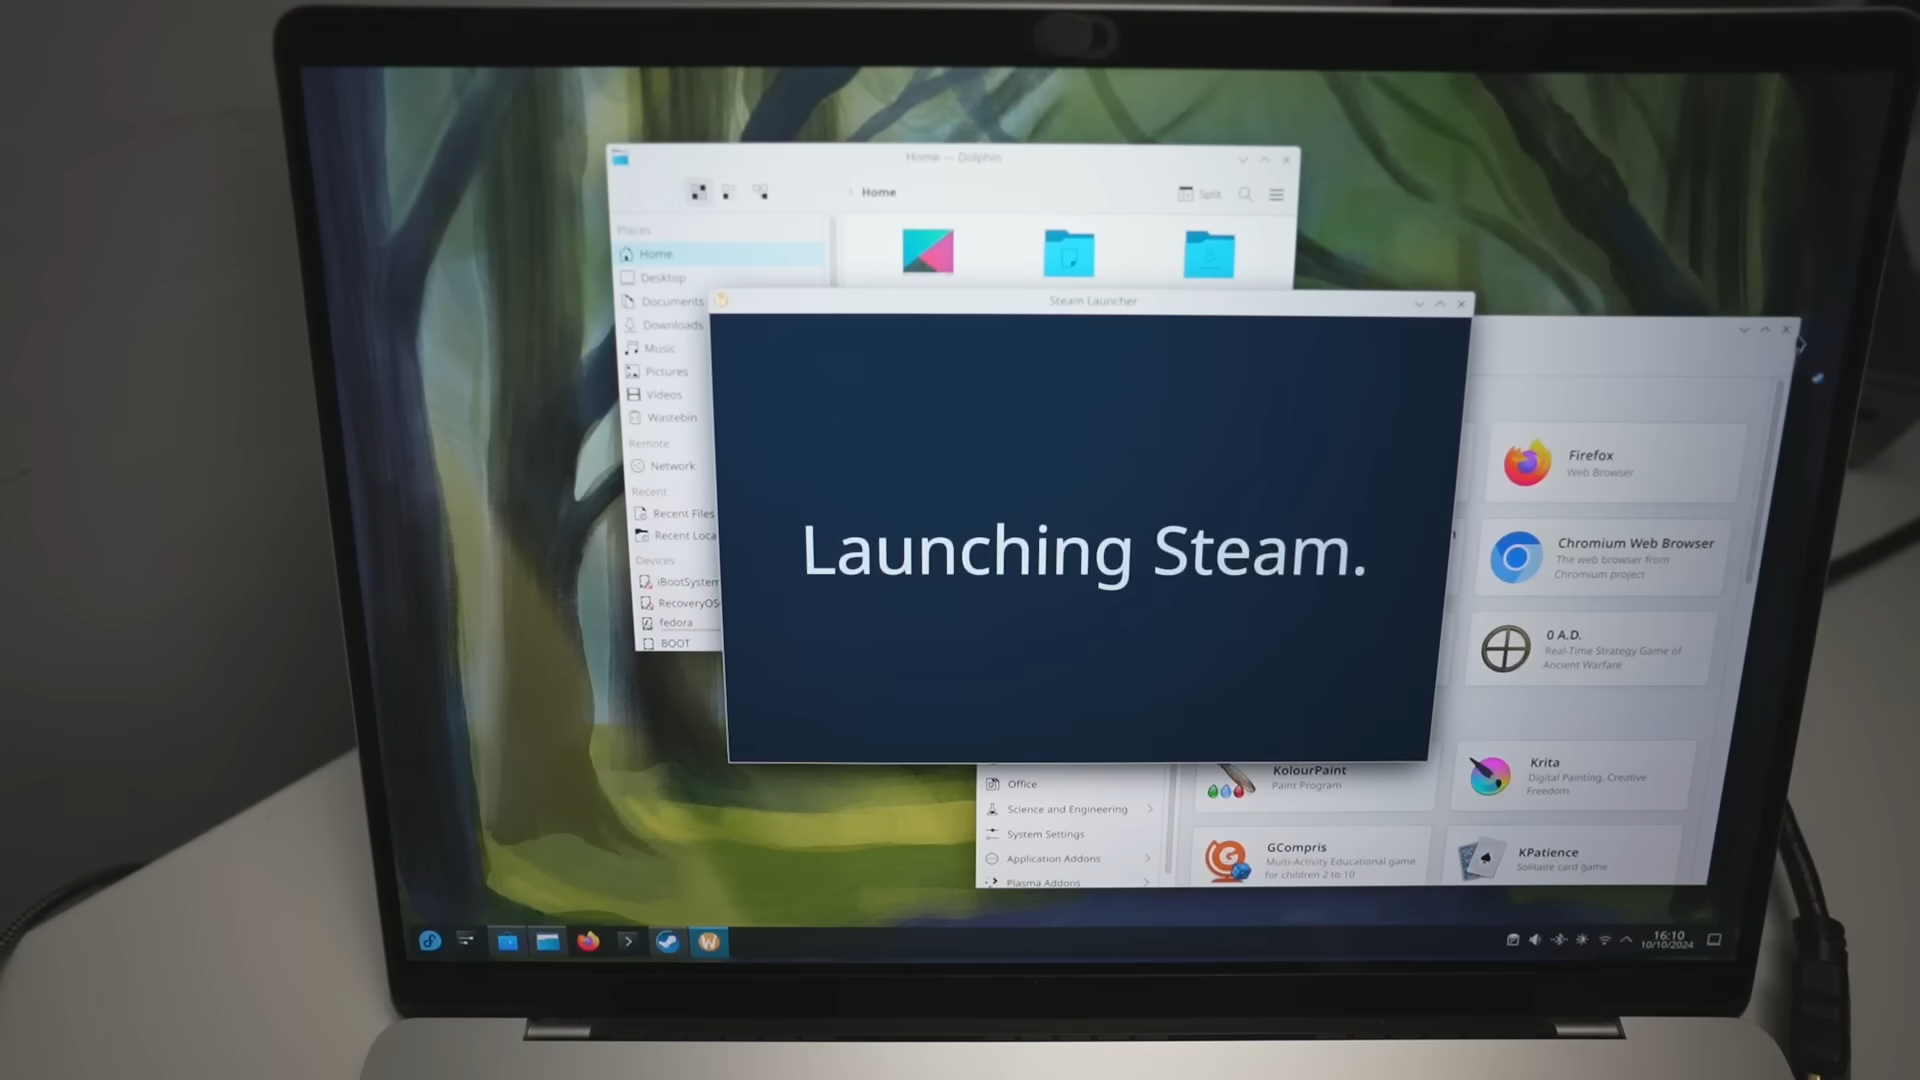 Home — Dolphin
Home
Split
Places
Home
Desktop
Documents
Downloads
Music
Pictures
Videos
Wastebin
Remote
Network
Recent
Recent Files
Recent Loca
Devices
iBootSystem
RecoveryOS
fedora
BOOT
Steam Launcher
Launching Steam.
Firefox
Web Browser
Chromium Web Browser
The web browser from
Chromium project
0 A.D.
Real-Time Strategy Game of
Ancient Warfare
Office
Science and Engineering
System Settings
Application Addons
Plasma Addons
KolourPaint
Paint Program
Krita
Digital Painting, Creative
Freedom
GCompris
Multi-Activity Educational game
for children 2 to 10
KPatience
Solitaire card game
16:10
10/10/2024